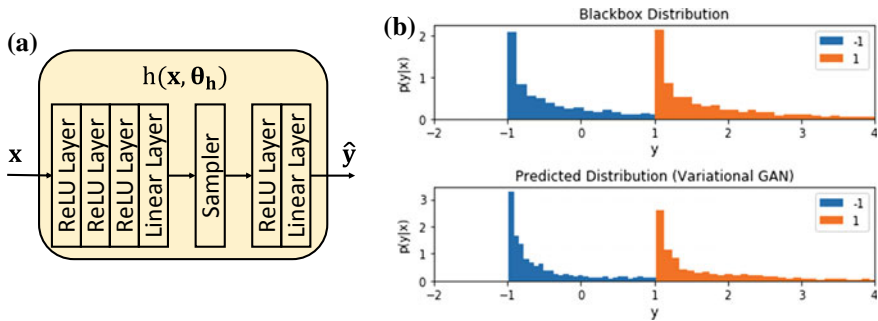 (a)
h(x, θh)
x
ReLU Layer
ReLU Layer
ReLU Layer
Linear Layer
Sampler
ReLU Layer
Linear Layer
ŷ
(b)
Blackbox Distribution
p(y|x)
2
1
0
-1
1
-2 -1 0 1 2 3 4
y
Predicted Distribution (Variational GAN)
p(y|x)
3
2
1
0
-1
1
-2 -1 0 1 2 3 4
y